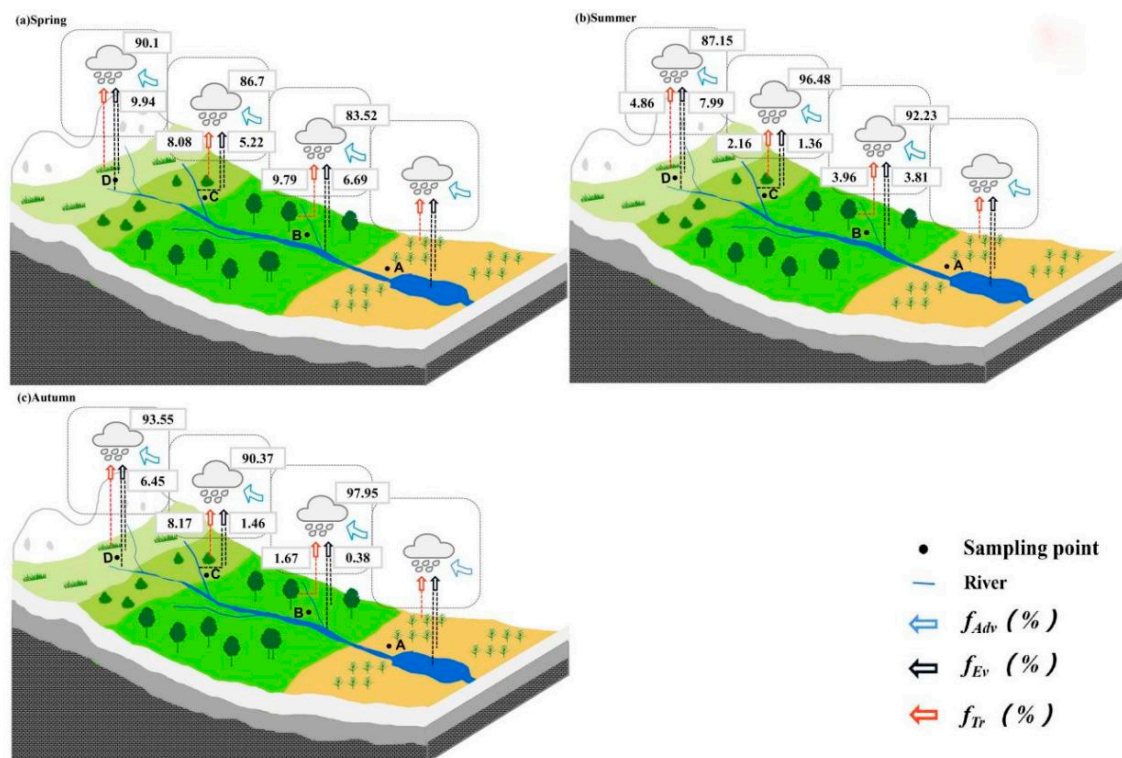 (a)Spring
90.1
86.7
9.94
83.52
8.08
5.22
9.79
6.69
D
C
B
A
(b)Summer
87.15
96.48
4.86
7.99
92.23
2.16
1.36
3.96
3.81
D
C
B
A
(c)Autumn
93.55
90.37
6.45
97.95
8.17
1.46
1.67
0.38
D
C
B
A
Sampling point
River
fAdv (%)
fEv (%)
fTr (%)